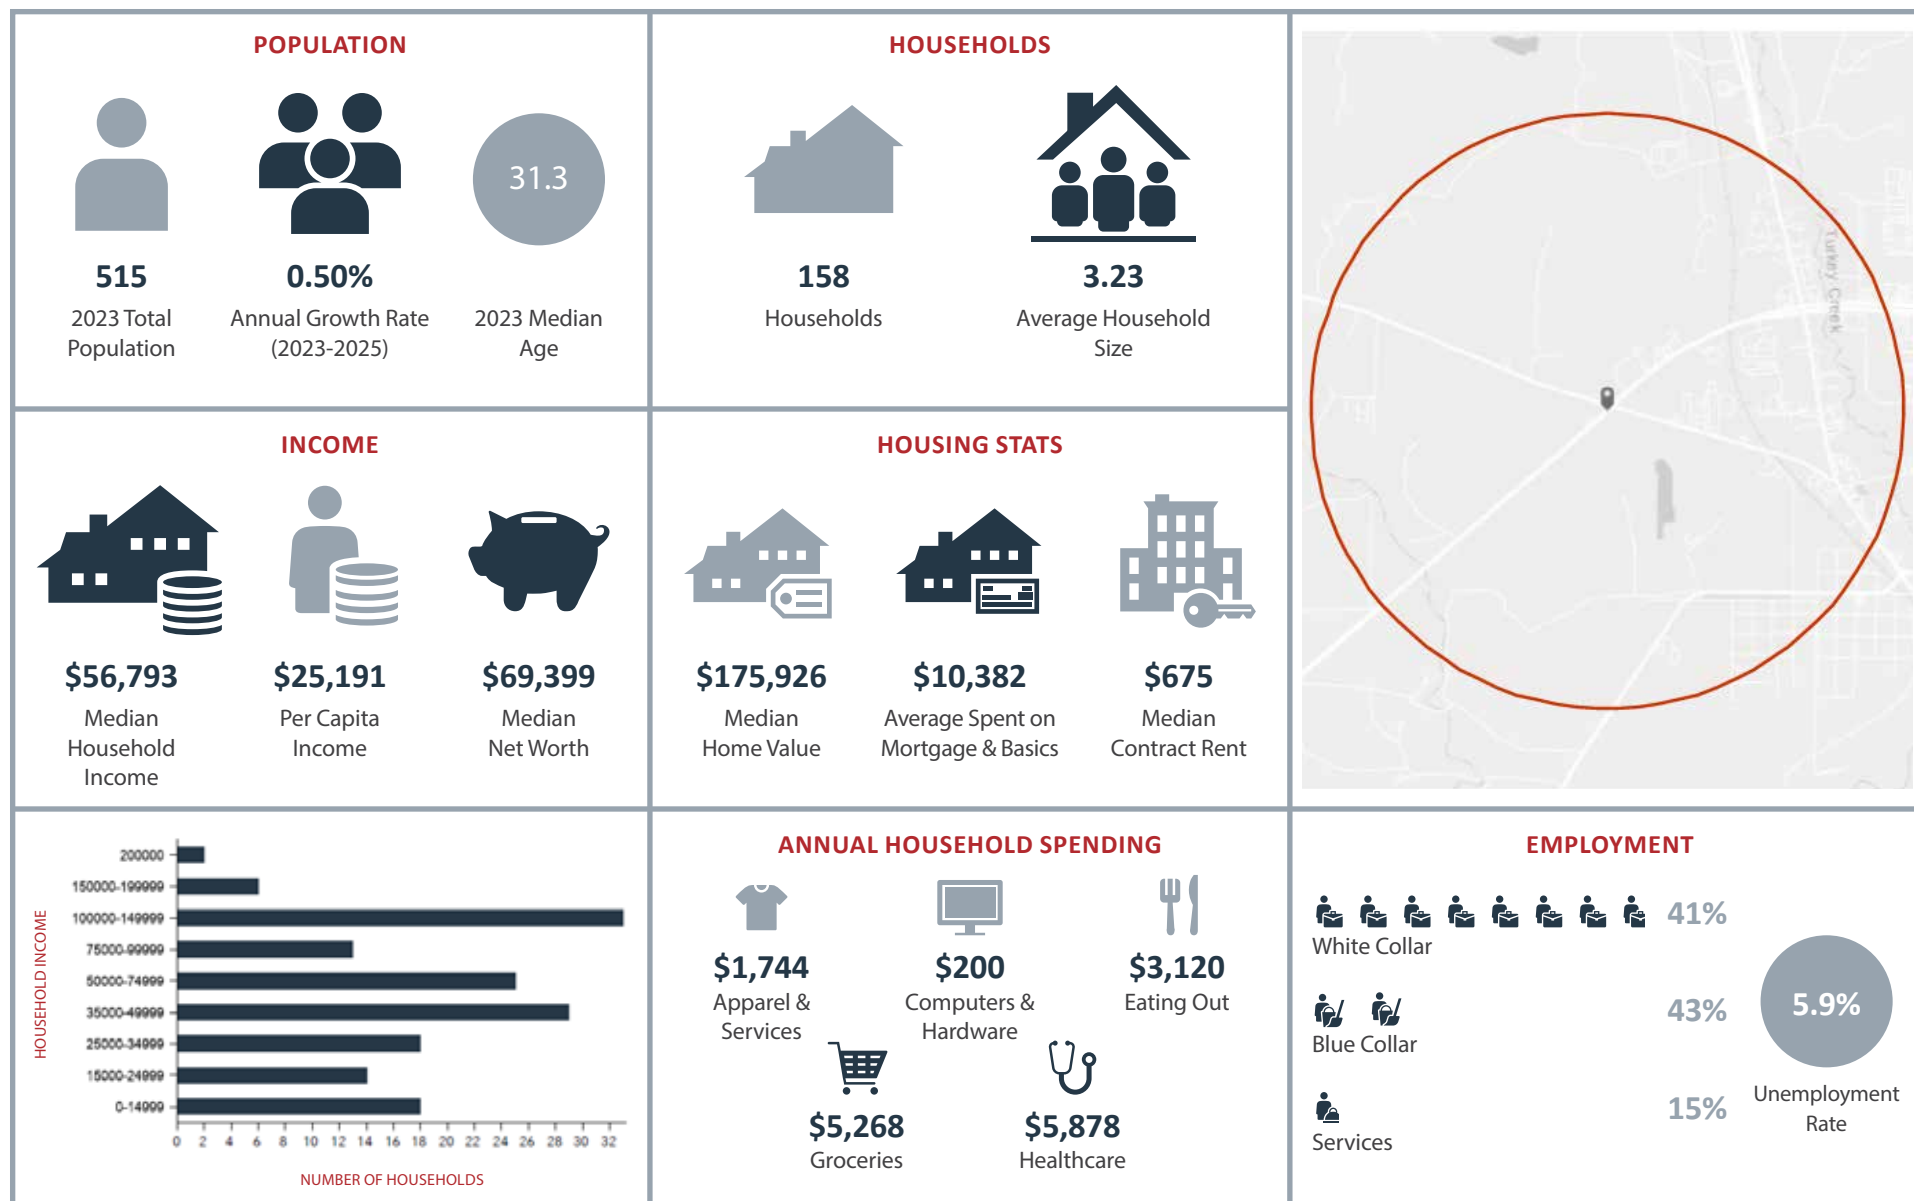 POPULATION
31.3
515
2023 Total
Population
0.50%
Annual Growth Rate
(2023-2025)
2023 Median
Age
HOUSEHOLDS
158
Households
3.23
Average Household
Size
Turkey Creek
INCOME
$56,793
Median
Household
Income
$25,191
Per Capita
Income
$69,399
Median
Net Worth
HOUSING STATS
$175,926
Median
Home Value
$10,382
Average Spent on
Mortgage & Basics
$675
Median
Contract Rent
HOUSEHOLD INCOME
200000
150000-199999
100000-149999
75000-99999
50000-74999
35000-49999
25000-34999
15000-24999
0-14999
0 2 4 6 8 10 12 14 16 18 20 22 24 26 28 30 32
NUMBER OF HOUSEHOLDS
ANNUAL HOUSEHOLD SPENDING
$1,744
Apparel &
Services
$200
Computers &
Hardware
$3,120
Eating Out
$5,268
Groceries
$5,878
Healthcare
EMPLOYMENT
41%
White Collar
43%
Blue Collar
15%
Services
5.9%
Unemployment
Rate